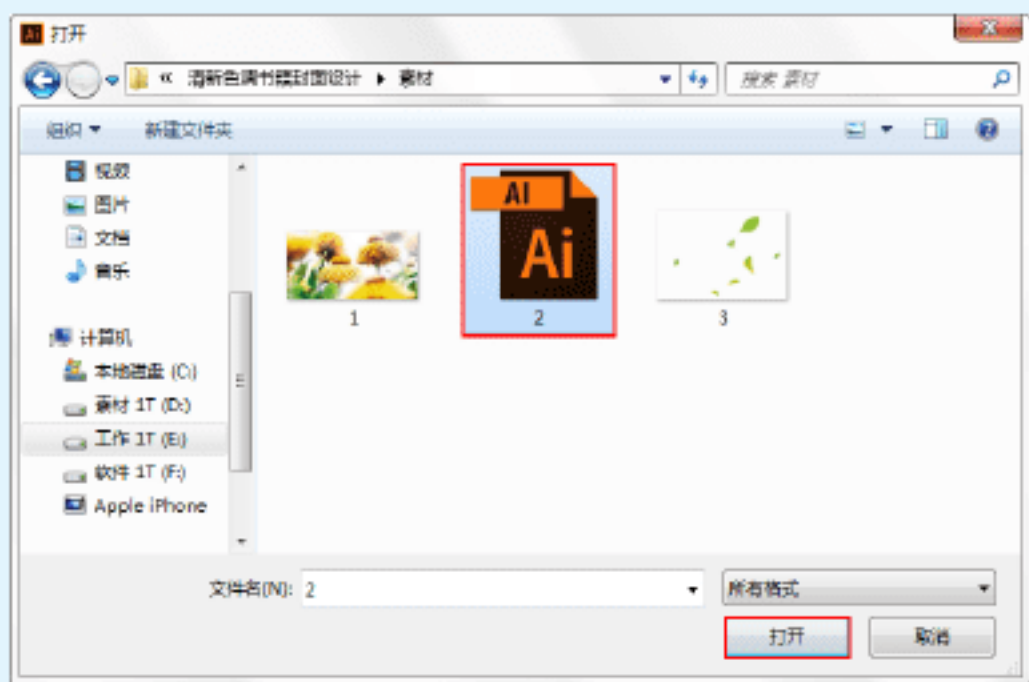 Ai 打开
« 清新色调书籍封面设计 ▸ 素材
搜索 素材
组织 新建文件夹
视频
图片
文档
音乐
计算机
本地磁盘 (C:)
素材 1T (D:)
工作 1T (E:)
软件 1T (F:)
Apple iPhone
AI
Ai
1
2
3
文件名(N): 2
所有格式
打开
取消